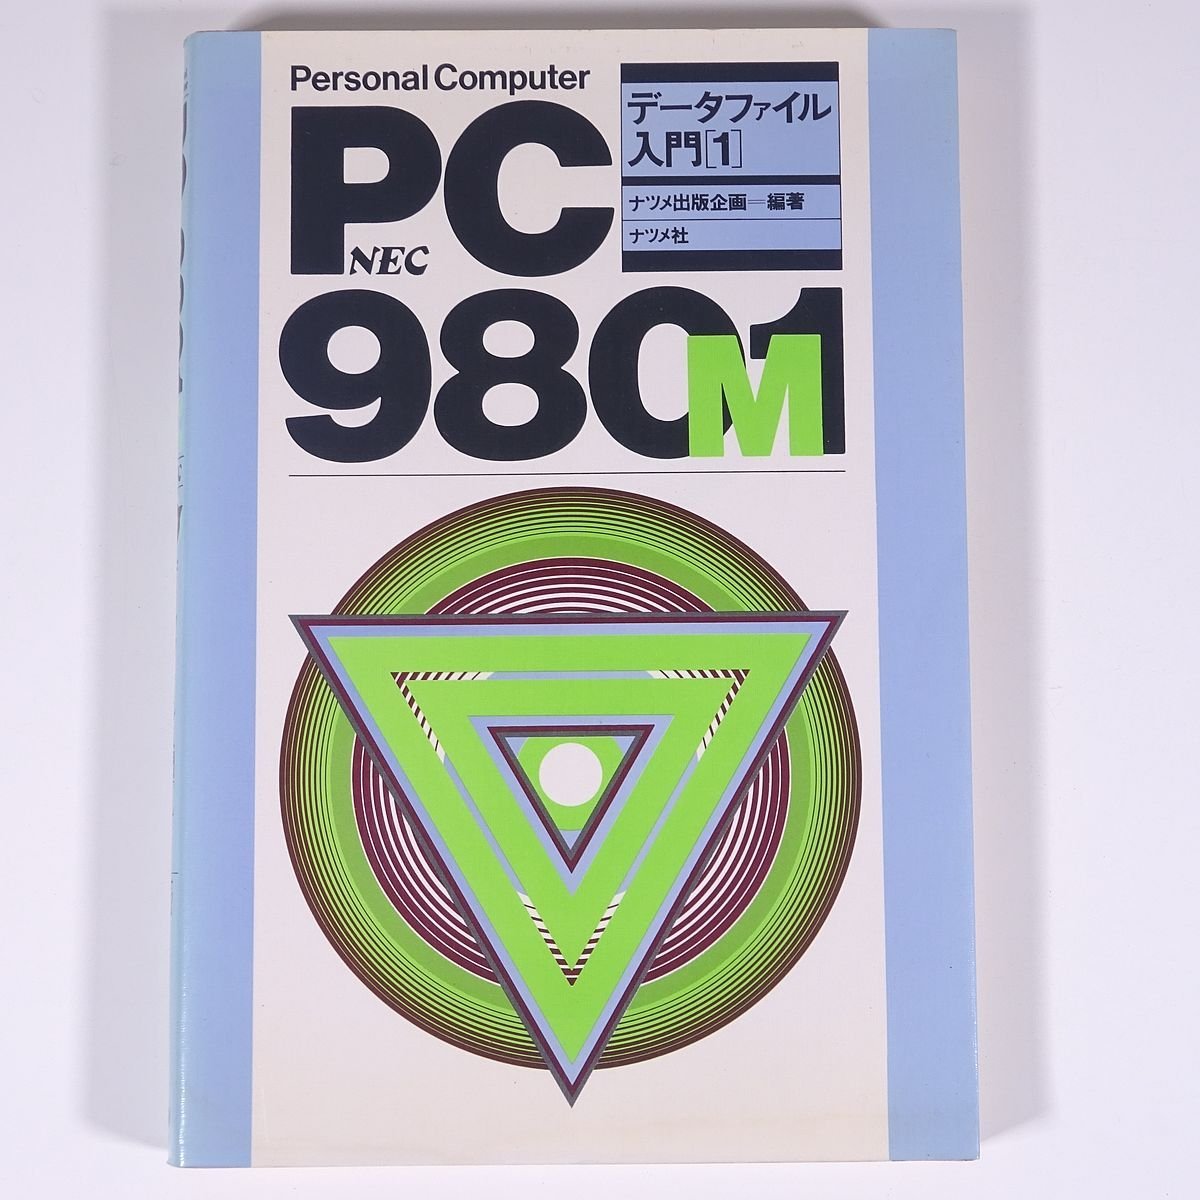 Personal Computer
PC
NEC
9801
M
データファイル
入門[1]
ナツメ出版企画=編著
ナツメ社